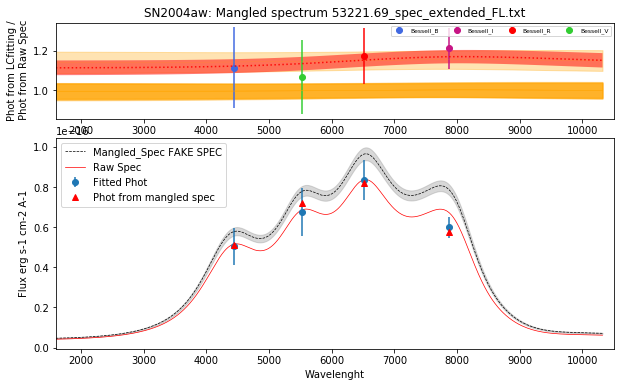 SN2004aw: Mangled spectrum 53221.69_spec_extended_FL.txt
Phot from LCfitting /
Phot from Raw Spec
1.2
1.0
Bessell_B
Bessell_I
Bessell_R
Bessell_V
2000 3000 4000 5000 6000 7000 8000 9000 10000
1e−16
Flux erg s-1 cm-2 A-1
1.0
0.8
0.6
0.4
0.2
0.0
Mangled_Spec FAKE SPEC
Raw Spec
Fitted Phot
Phot from mangled spec
2000 3000 4000 5000 6000 7000 8000 9000 10000
Wavelenght